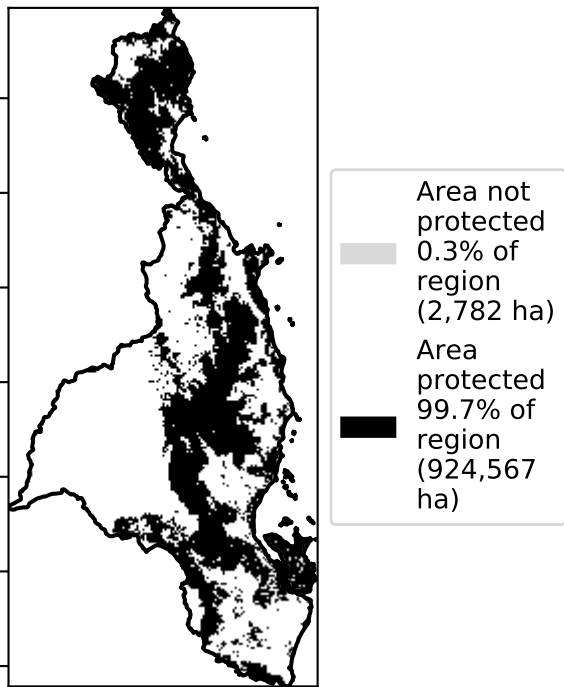 Area not
protected
0.3% of
region
(2,782 ha)
Area
protected
99.7% of
region
(924,567
ha)